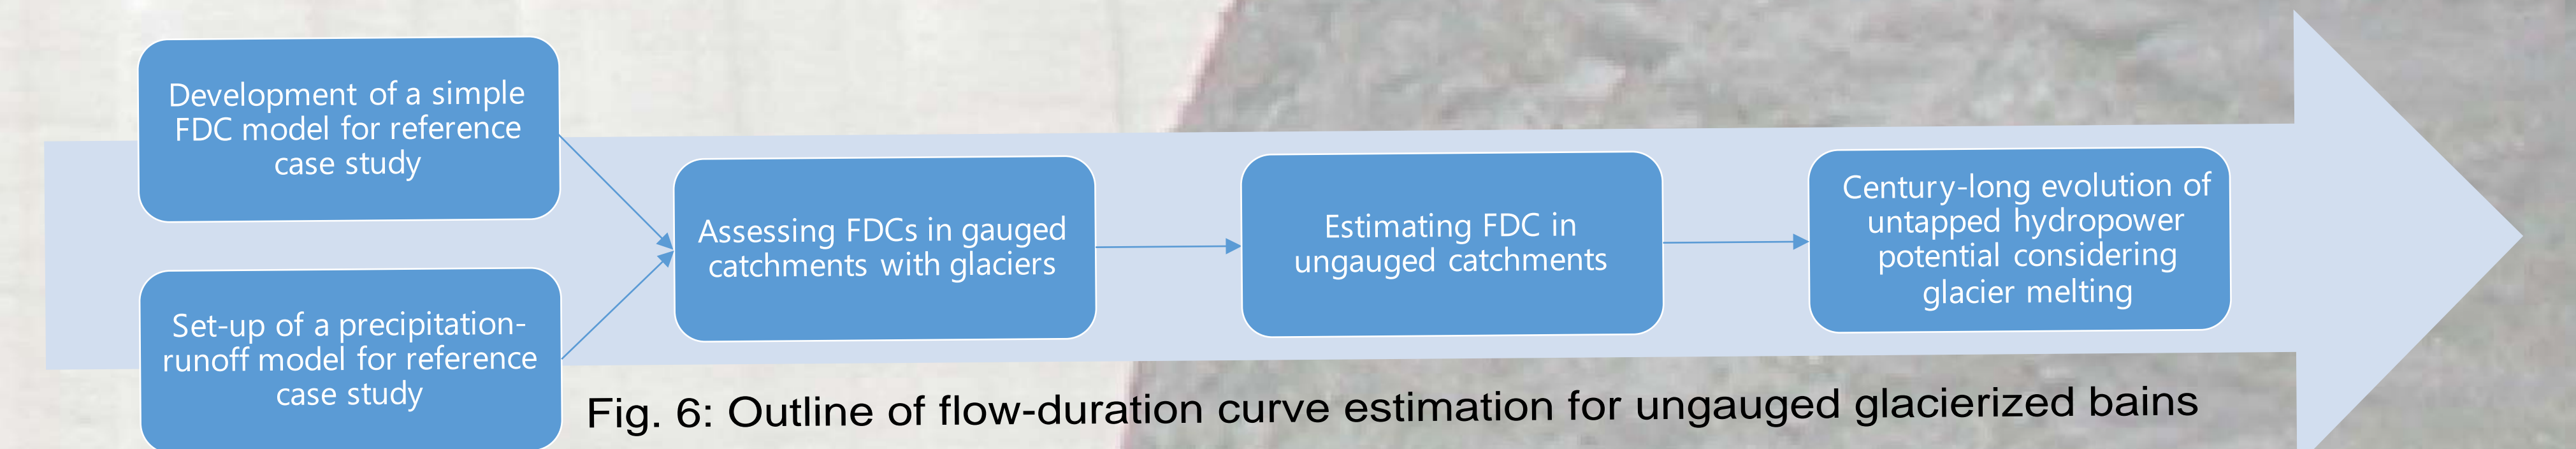 Development of a simple
FDC model for reference
case study
Set-up of a precipitation-
runoff model for reference
case study
Assessing FDCs in gauged
catchments with glaciers
Estimating FDC in
ungauged catchments
Century-long evolution of
untapped hydropower
potential considering
glacier melting
Fig. 6: Outline of flow-duration curve estimation for ungauged glacierized bains